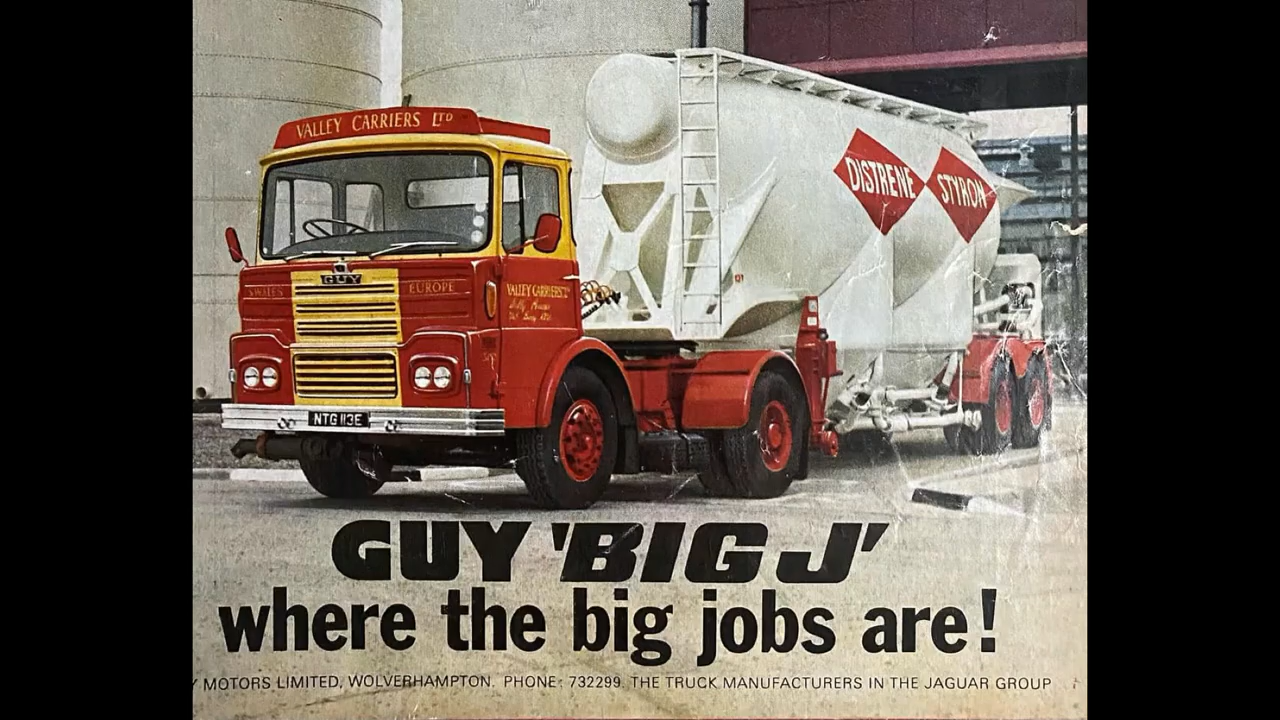 VALLEY CARRIERS LTD
DISTRENE
STYRON
GUY
WALES
EUROPE
VALLEY CARRIERS LTD
NTG 113E
GUY 'BIG J'
where the big jobs are!
MOTORS LIMITED, WOLVERHAMPTON. PHONE: 732299. THE TRUCK MANUFACTURERS IN THE JAGUAR GROUP